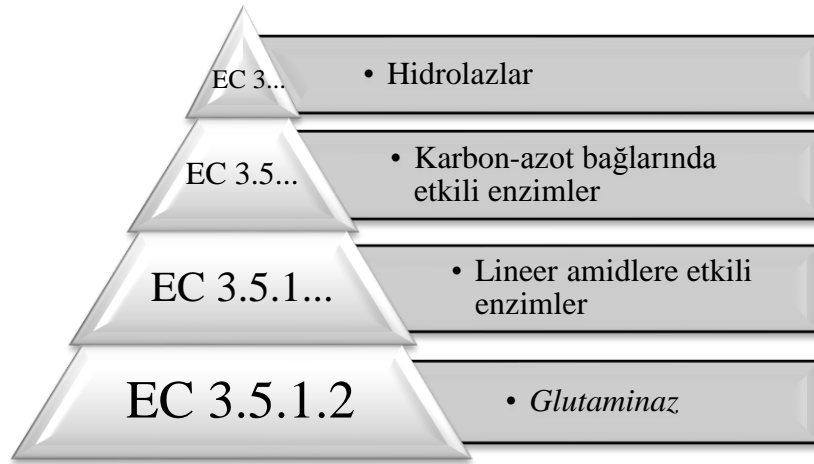 EC 3...
• Hidrolazlar
EC 3.5...
• Karbon-azot bağlarında
etkili enzimler
EC 3.5.1...
• Lineer amidlere etkili
enzimler
EC 3.5.1.2
• Glutaminaz